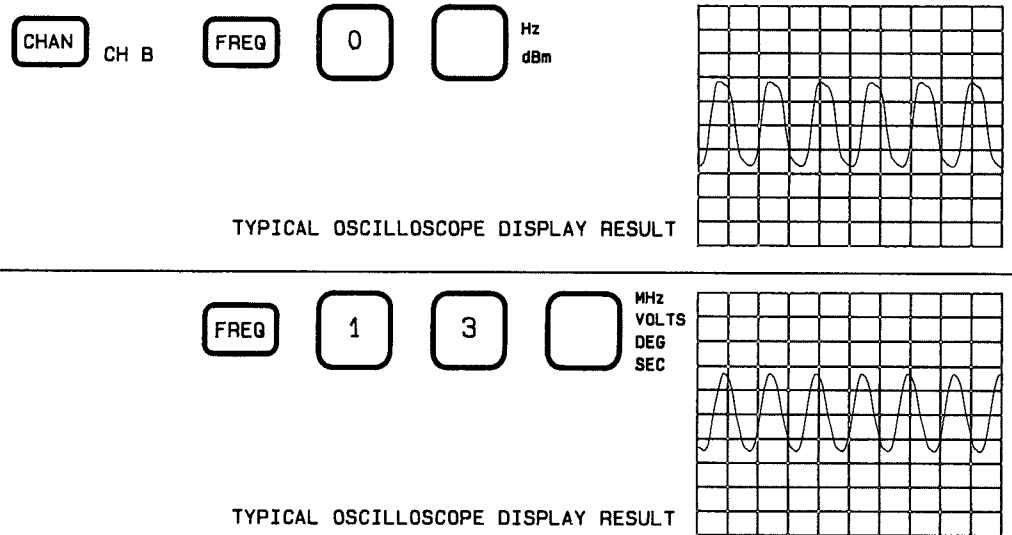 CHAN CH B FREQ 0 Hz
dBm
TYPICAL OSCILLOSCOPE DISPLAY RESULT
FREQ 1 3 MHz
VOLTS
DEG
SEC
TYPICAL OSCILLOSCOPE DISPLAY RESULT